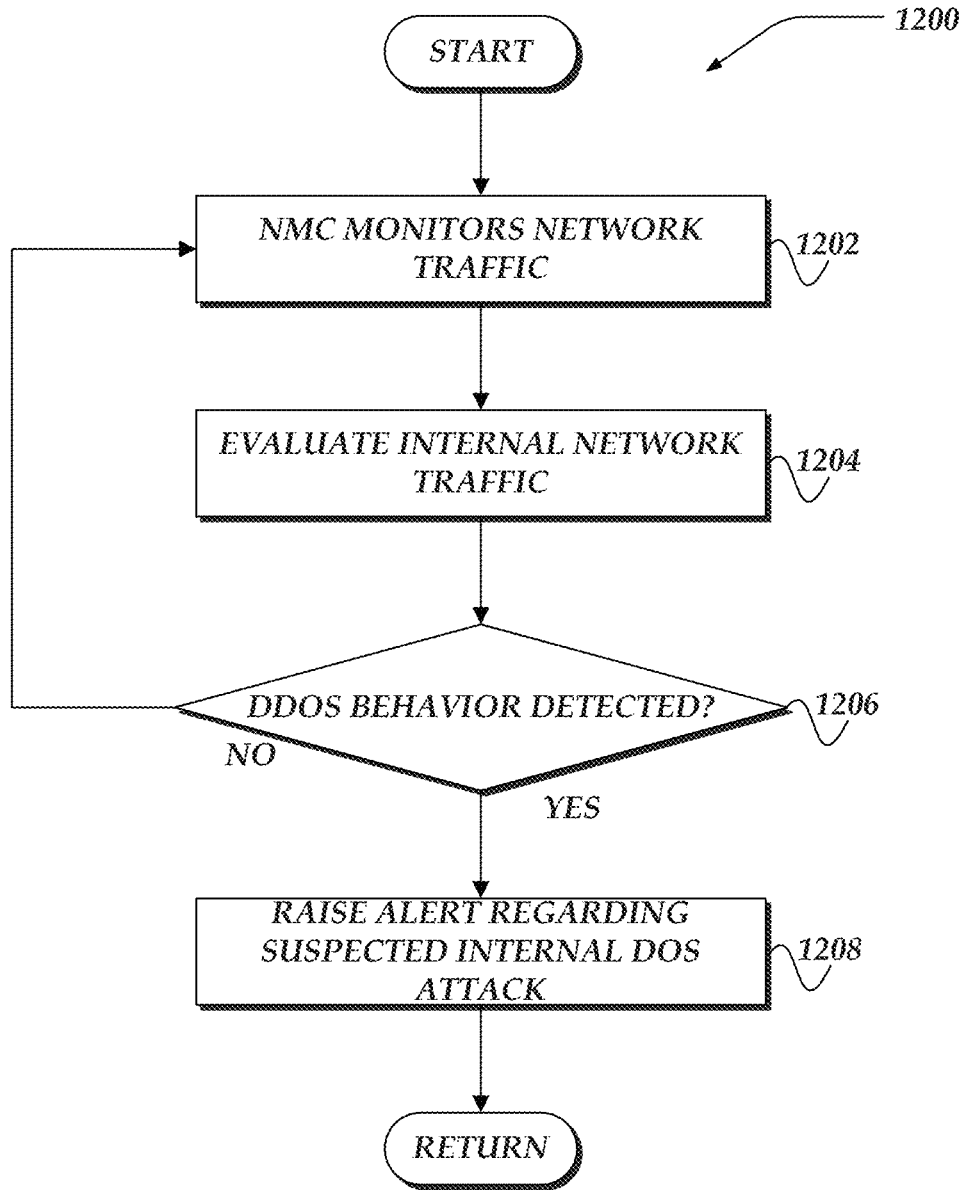 1200
START
NMC MONITORS NETWORK
TRAFFIC
1202
EVALUATE INTERNAL NETWORK
TRAFFIC
1204
DDOS BEHAVIOR DETECTED?
1206
NO
YES
RAISE ALERT REGARDING
SUSPECTED INTERNAL DOS
ATTACK
1208
RETURN